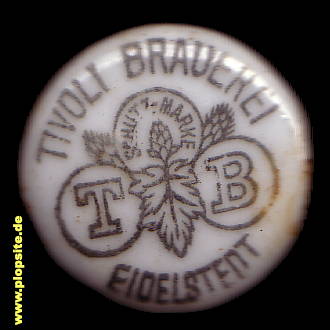 TIVOLI BRAUEREI
SCHUTZ-MARKE
T B
EIDELSTEDT
www.plopsite.de